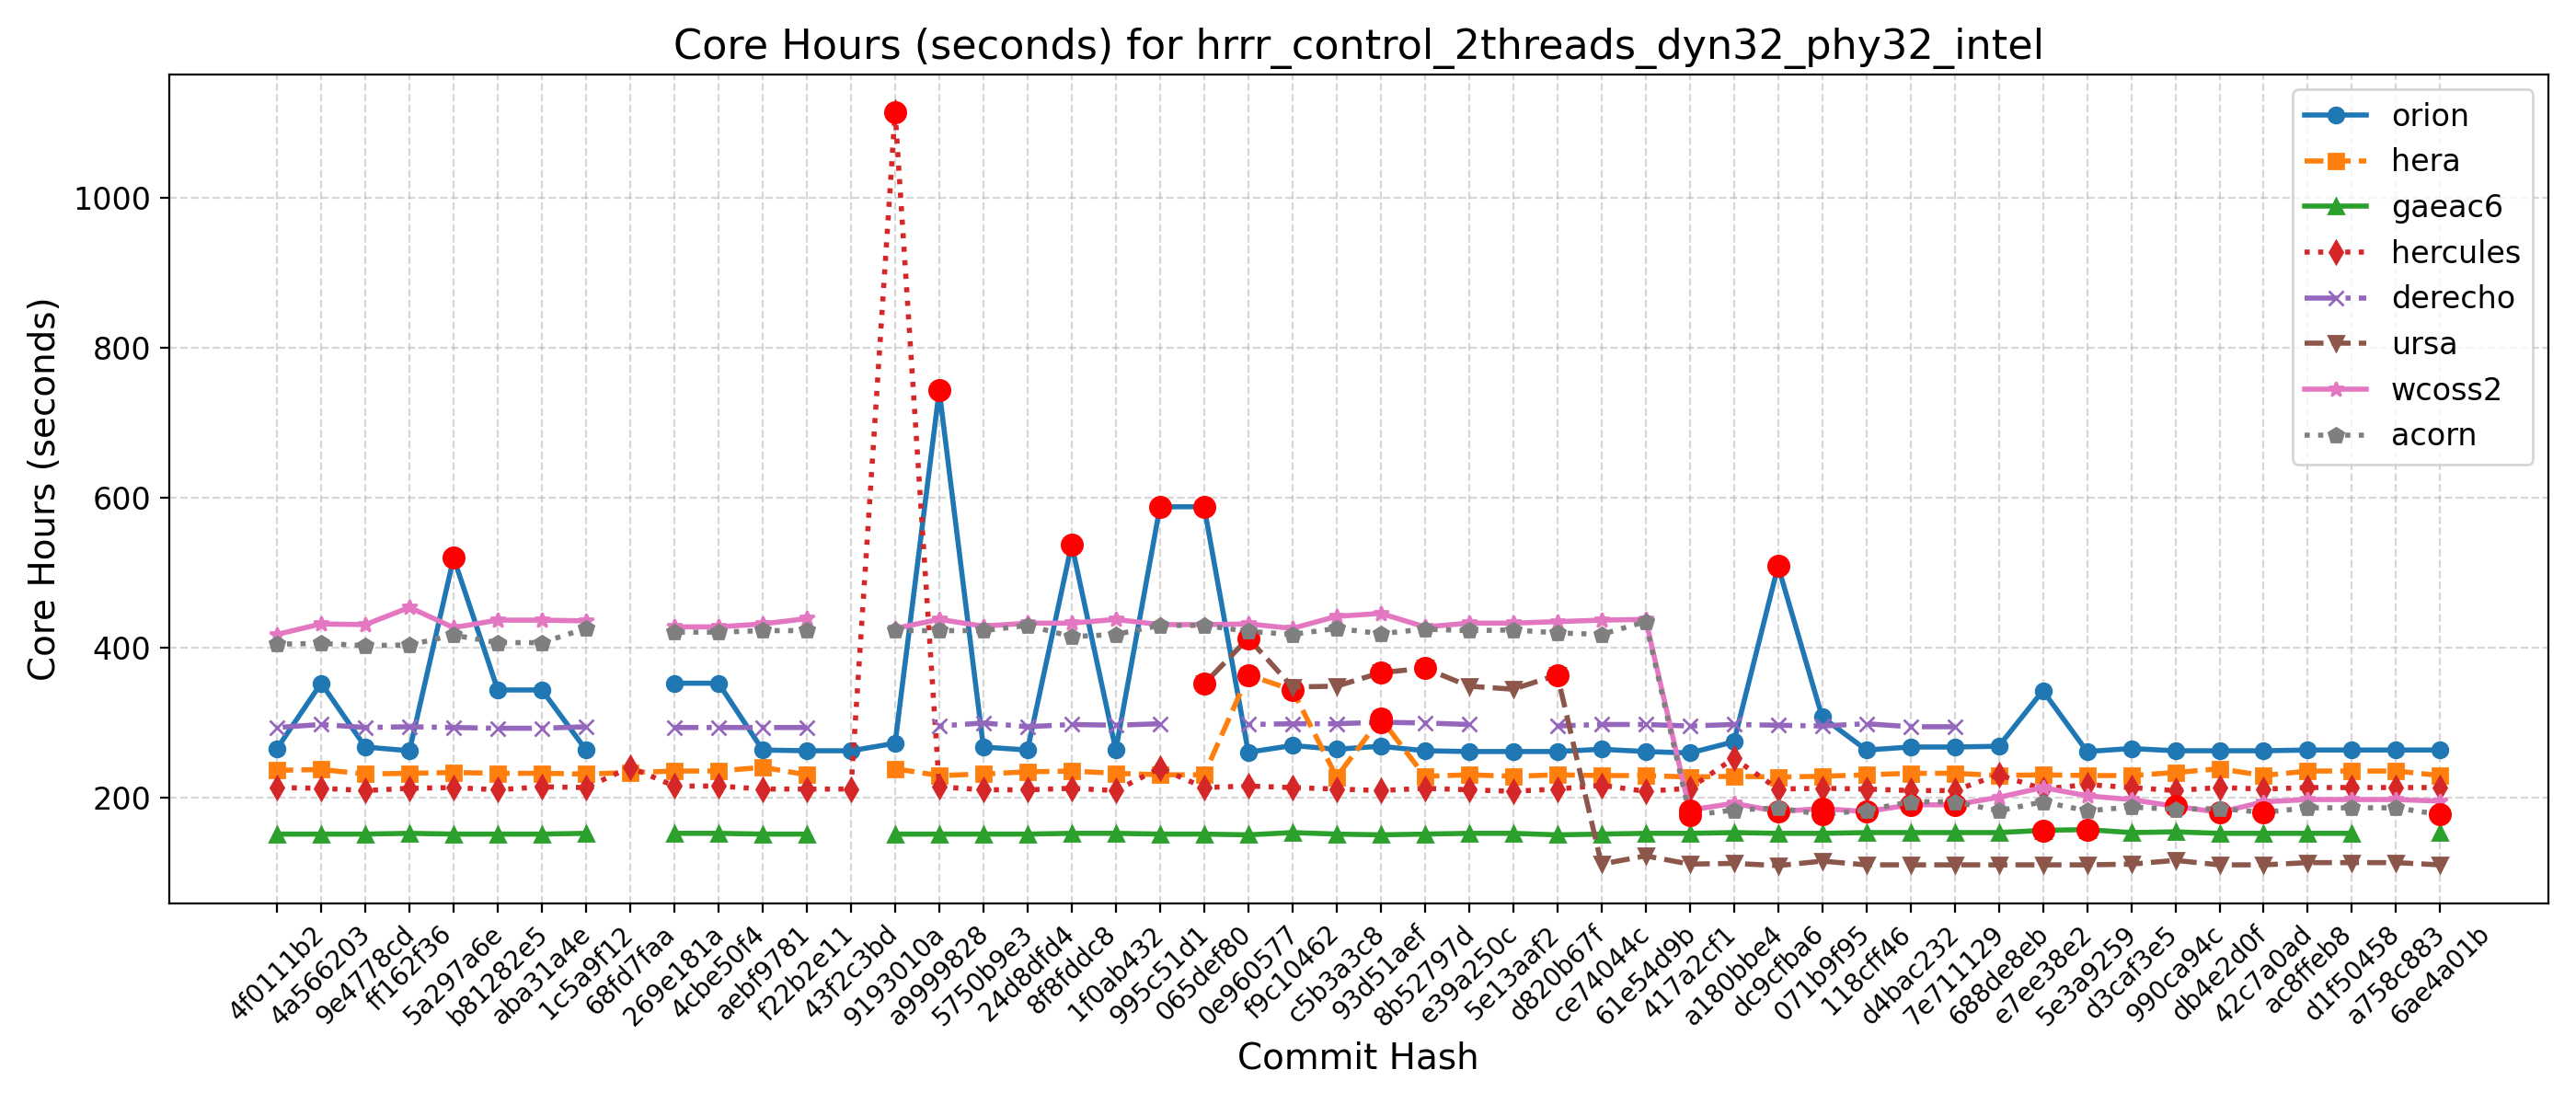 Core Hours (seconds) for hrrr_control_2threads_dyn32_phy32_intel
Core Hours (seconds)
1000
800
600
400
200
orion
hera
gaeac6
hercules
derecho
ursa
wcoss2
acorn
4f0111b2
4a566203
9e4778cd
ff162f36
5a297a6e
b81282e5
aba31a4e
1c5a9f12
68fd7faa
269e181a
4cbe50f4
aebf9781
f22b2e11
43f2c3bd
9193010a
a9999828
5750b9e3
24d8dfd4
8f8fddc8
1f0ab432
995c51d1
065def80
0e960577
f9c10462
c5b3a3c8
93d51aef
8b52797d
e39a250c
5e13aaf2
d820b67f
ce74044c
61e54d9b
417a2cf1
a180bbe4
dc9cfba6
071b9f95
118cff46
d4bac232
7e711129
688de8eb
e7ee38e2
5e3a9259
d3caf3e5
990ca94c
db4e2d0f
42c7a0ad
ac8ffeb8
d1f50458
a758c883
6ae4a01b
Commit Hash